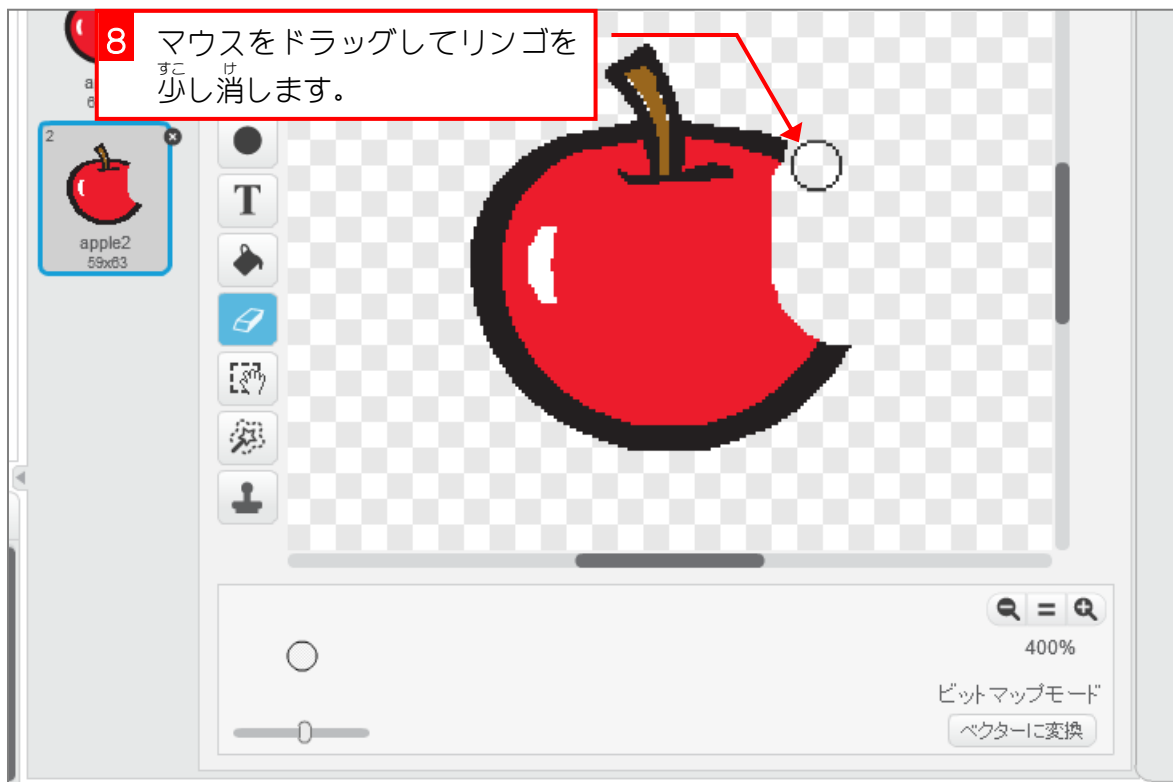 8 マウスをドラッグしてリンゴを
少し消します。
すこ け
a
6
2
apple2
59x63
T
400%
ビットマップモード
ベクターに変換